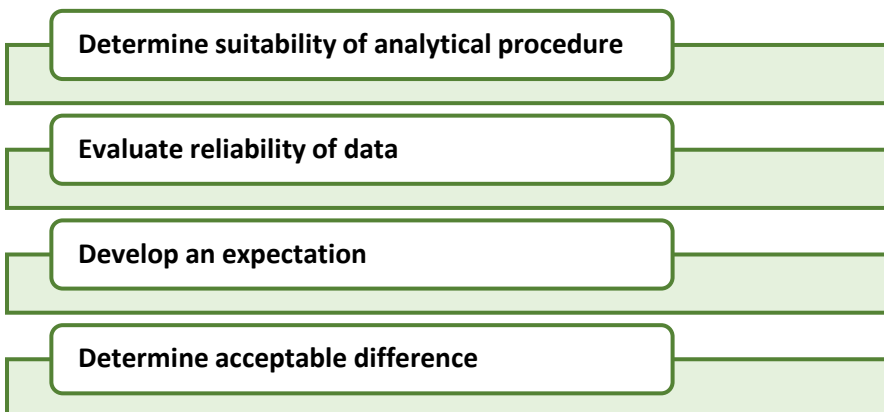 Determine suitability of analytical procedure
Evaluate reliability of data
Develop an expectation
Determine acceptable difference